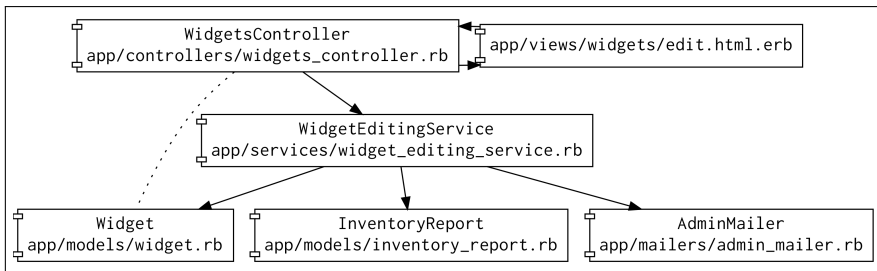 WidgetsController
app/controllers/widgets_controller.rb
app/views/widgets/edit.html.erb
WidgetEditingService
app/services/widget_editing_service.rb
Widget
app/models/widget.rb
InventoryReport
app/models/inventory_report.rb
AdminMailer
app/mailers/admin_mailer.rb